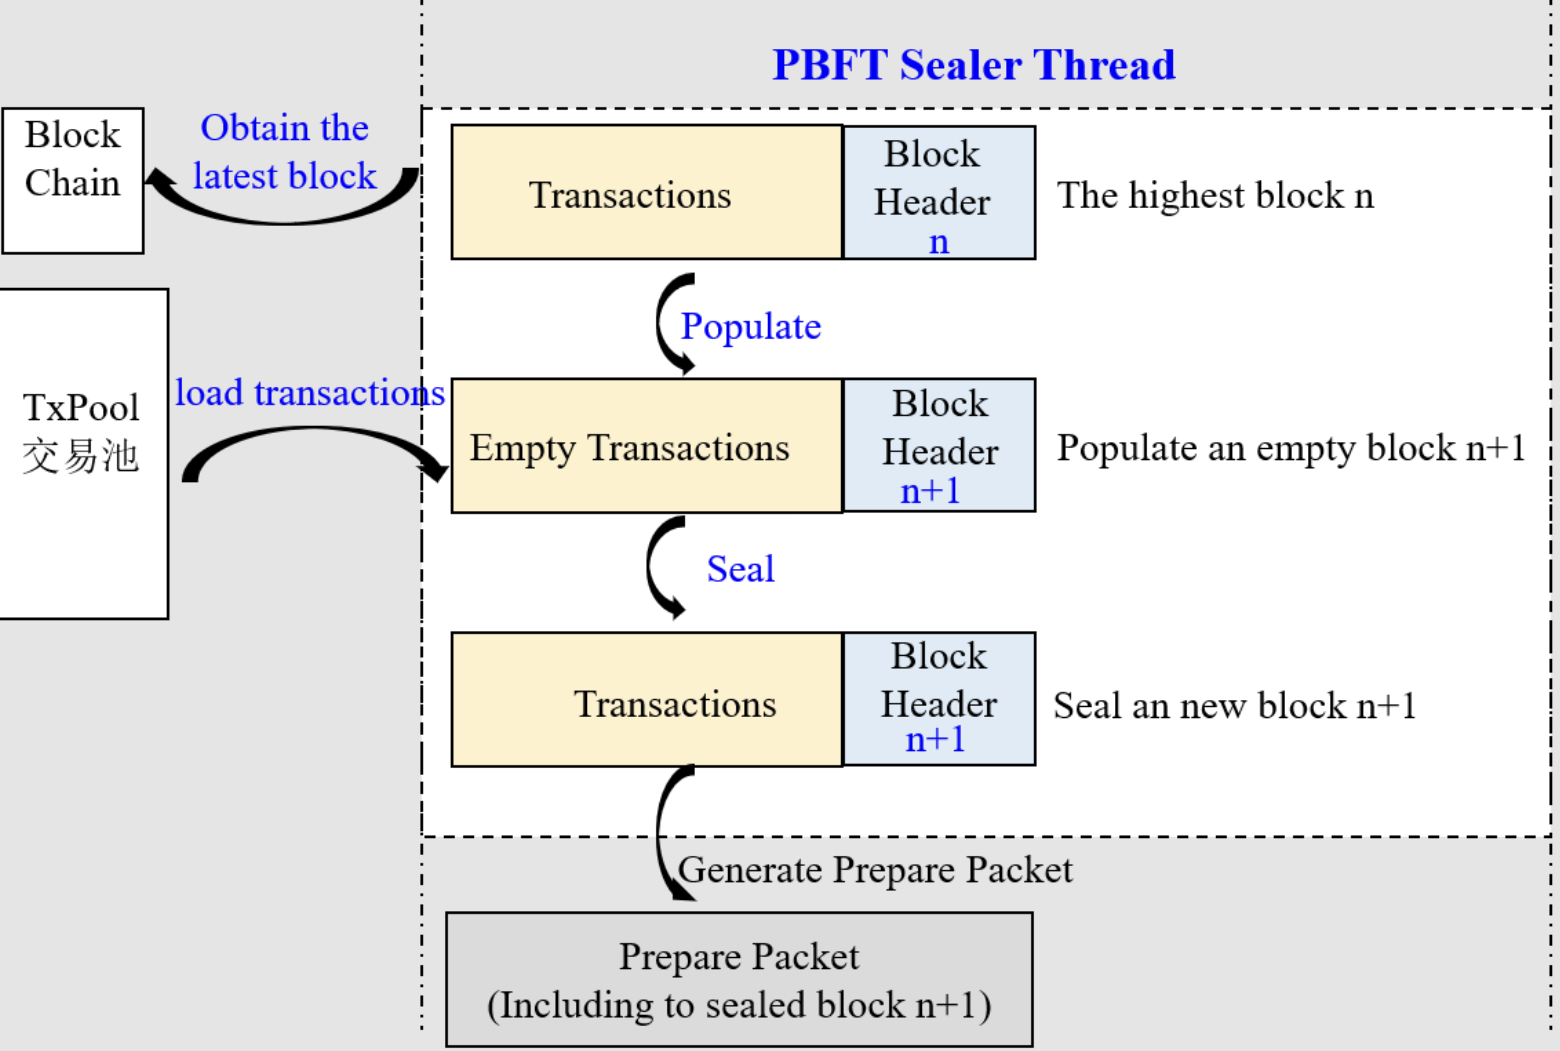 PBFT Sealer Thread
Block
Chain
Obtain the
latest block
Transactions
Block
Header
n
The highest block n
Populate
TxPool
交易池
load transactions
Empty Transactions
Block
Header
n+1
Populate an empty block n+1
Seal
Transactions
Block
Header
n+1
Seal an new block n+1
Generate Prepare Packet
Prepare Packet
(Including to sealed block n+1)